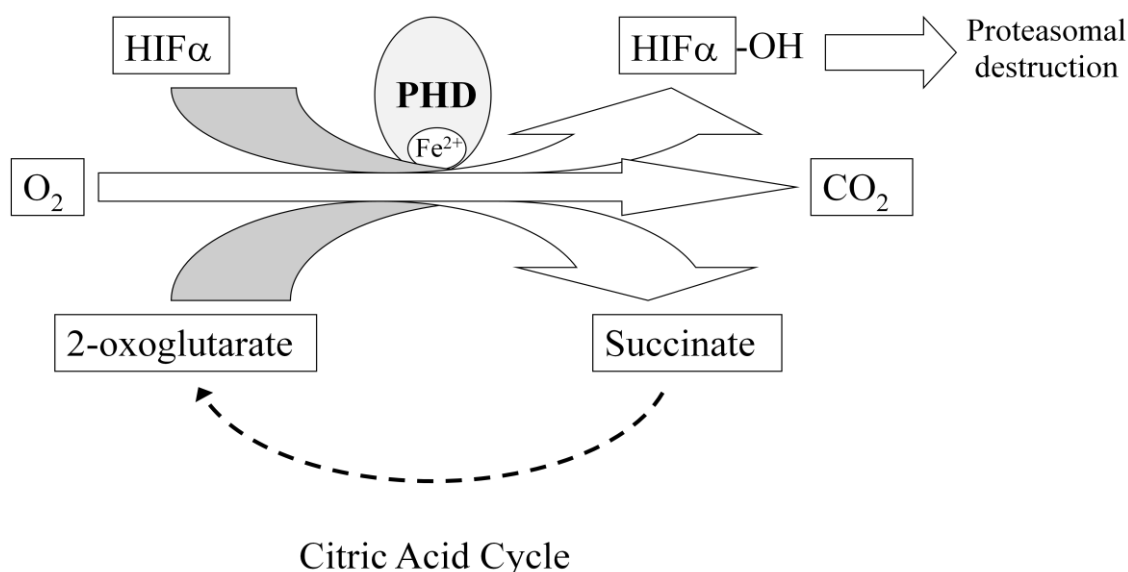 HIFα
PHD
Fe²⁺
HIFα-OH
Proteasomal
destruction
O₂
CO₂
2-oxoglutarate
Succinate
Citric Acid Cycle